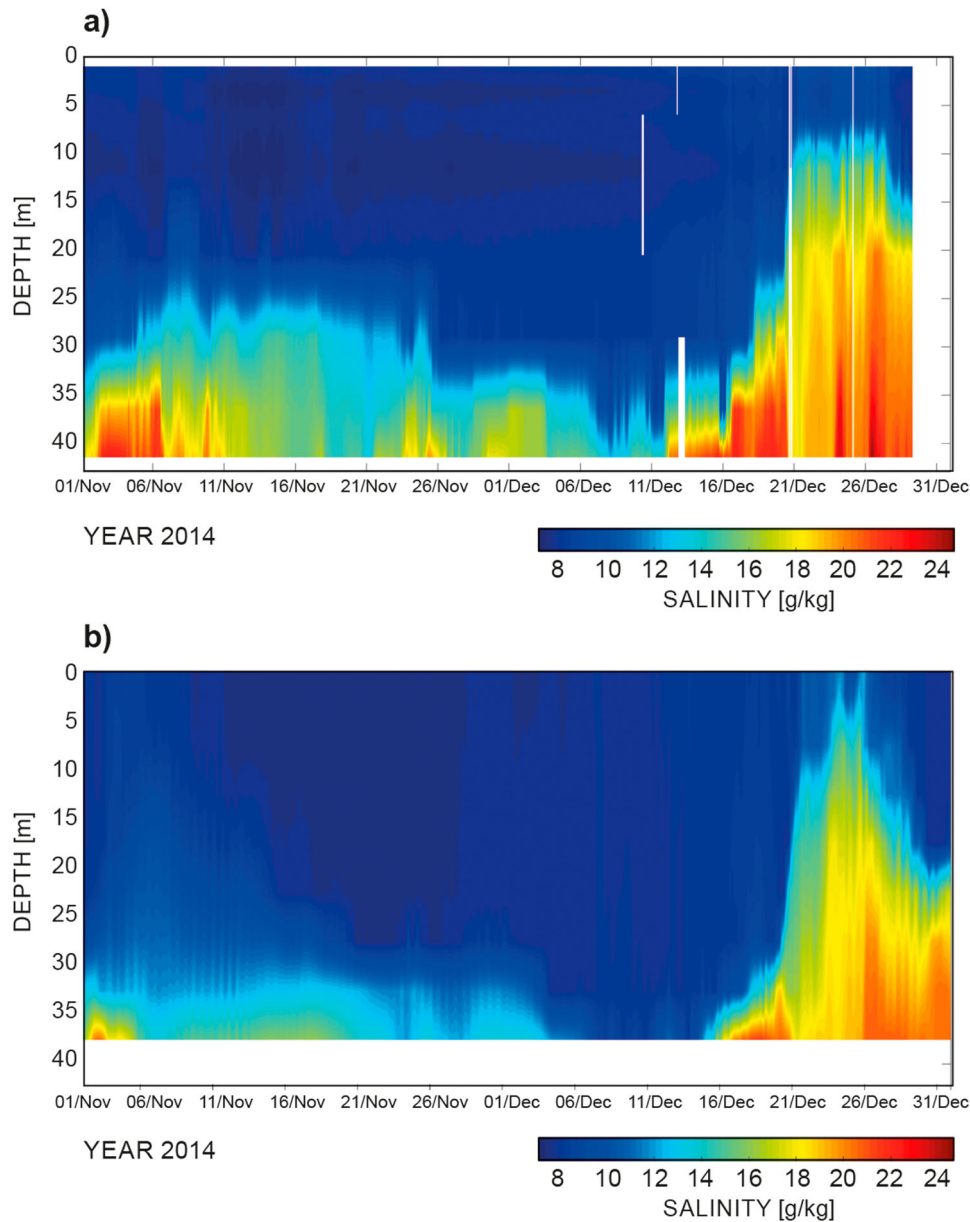 a)
0
5
10
15
20
25
30
35
40
DEPTH [m]
01/Nov 06/Nov 11/Nov 16/Nov 21/Nov 26/Nov 01/Dec 06/Dec 11/Dec 16/Dec 21/Dec 26/Dec 31/Dec
YEAR 2014
8 10 12 14 16 18 20 22 24
SALINITY [g/kg]
b)
0
5
10
15
20
25
30
35
40
DEPTH [m]
01/Nov 06/Nov 11/Nov 16/Nov 21/Nov 26/Nov 01/Dec 06/Dec 11/Dec 16/Dec 21/Dec 26/Dec 31/Dec
YEAR 2014
8 10 12 14 16 18 20 22 24
SALINITY [g/kg]